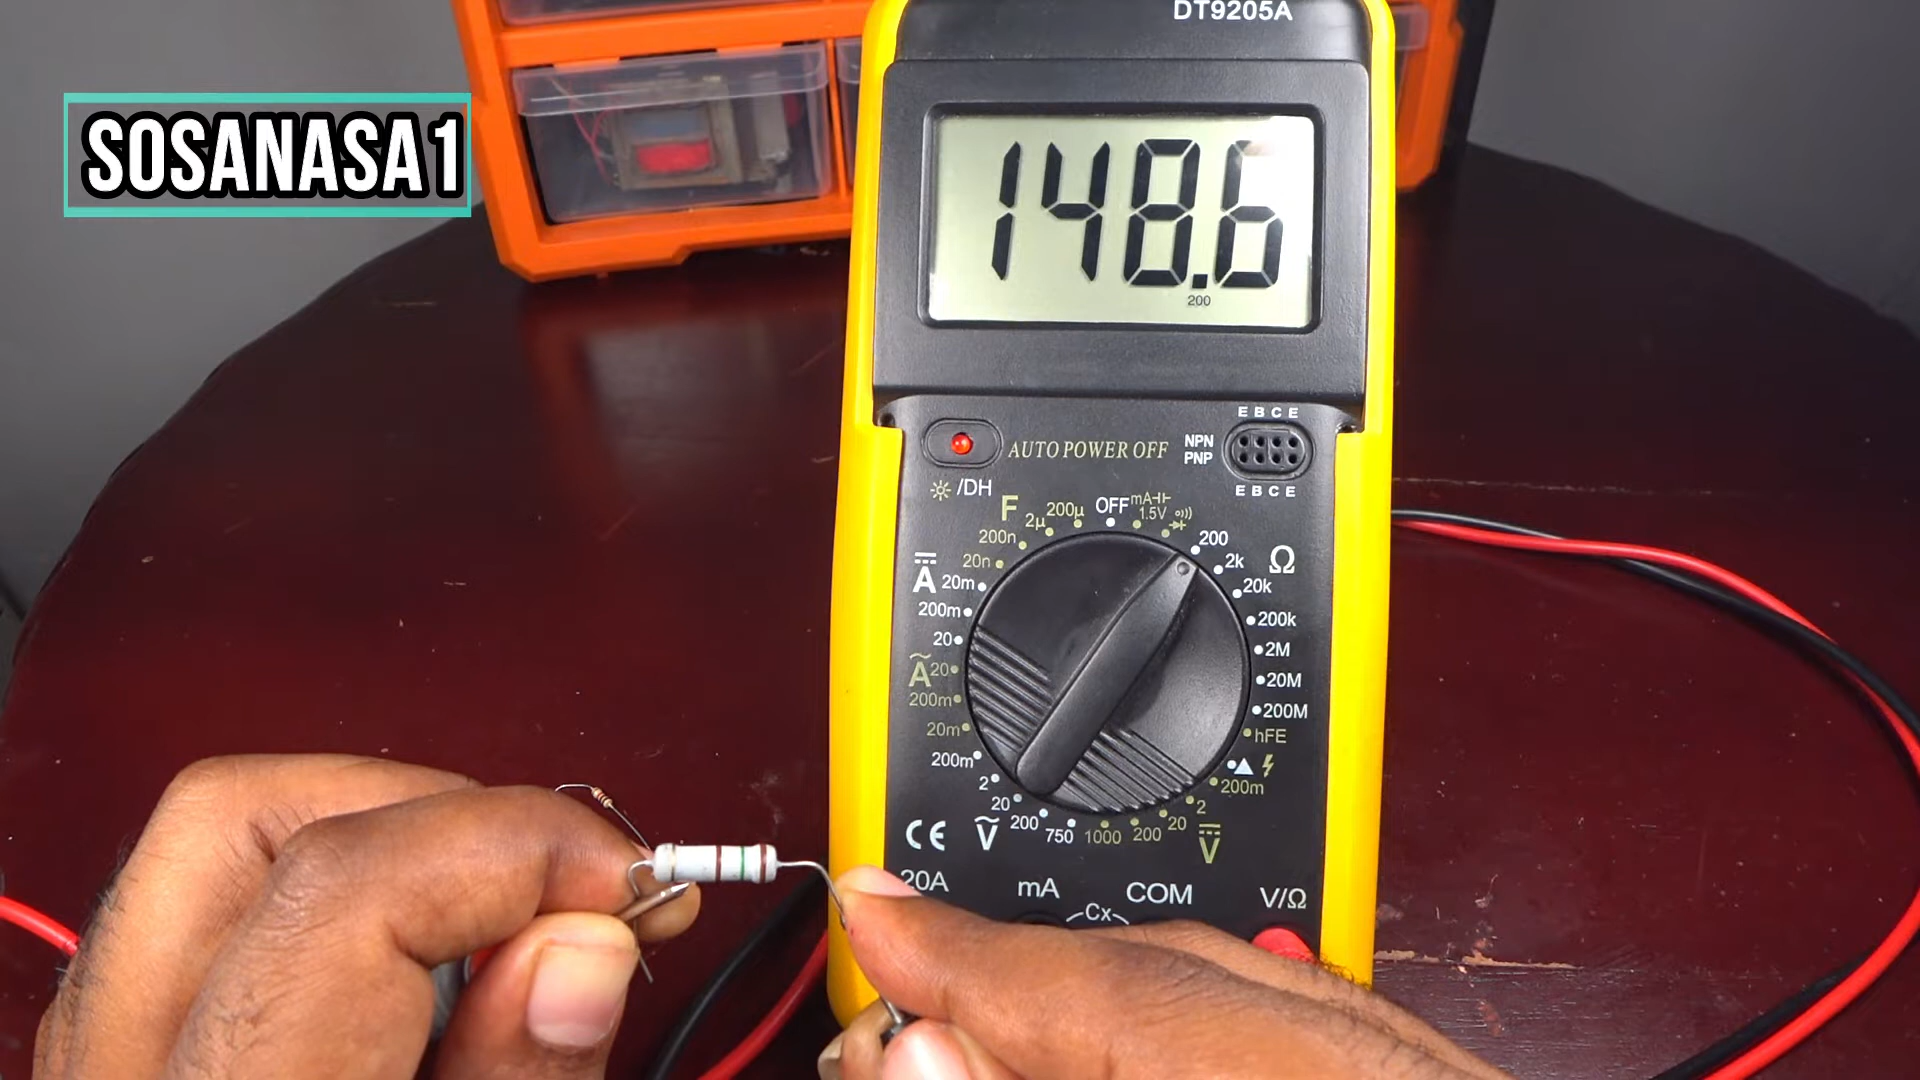 DT9205A
SOSANASA1
148.6
200
E B C E
AUTO POWER OFF
NPN
PNP
E B C E
/DH
F
2µ
200µ
OFF
mA
1.5V
200n
20n
200
2k
Ω
20k
200k
2M
20M
200M
hFE
200m
A
20m
200m
20
A
20
200m
20m
200m
2
20
200
750
V
1000
200
20
2
V
CE
20A
mA
COM
V/Ω
Cx